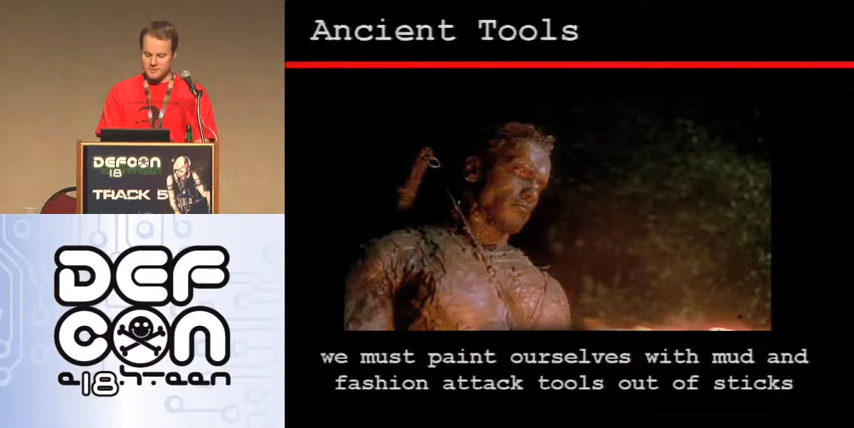 Ancient Tools
DEFCON
18
TRACK 5
DEF
CON
e18hteen
we must paint ourselves with mud and
fashion attack tools out of sticks